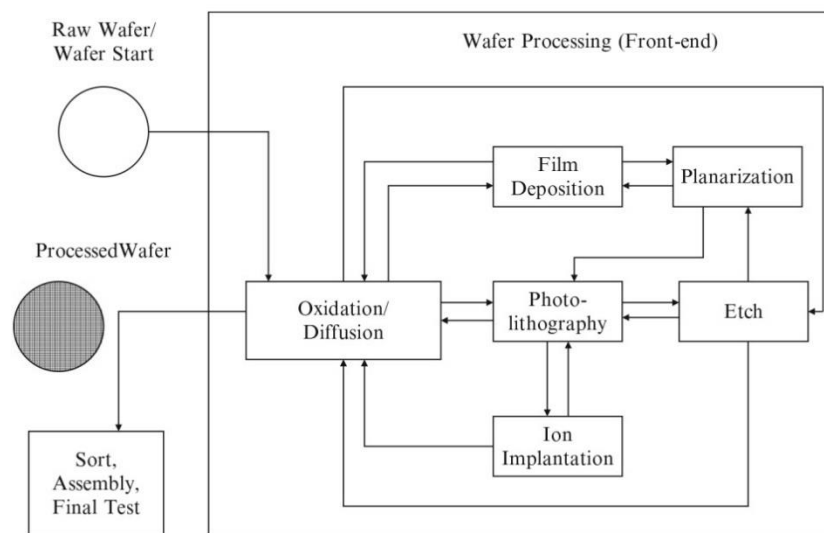 Raw Wafer/
Wafer Start
Wafer Processing (Front-end)
Film
Deposition
Planarization
ProcessedWafer
Oxidation/
Diffusion
Photo-
lithography
Etch
Ion
Implantation
Sort,
Assembly,
Final Test